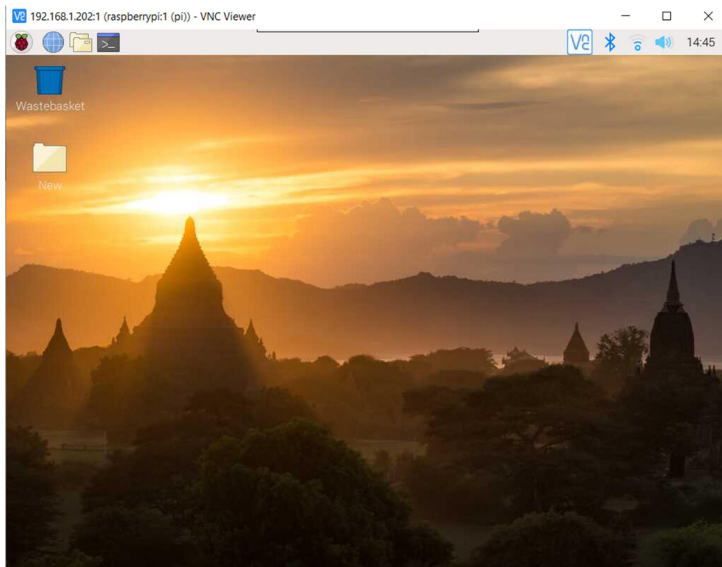 192.168.1.202:1 (raspberrypi:1 (pi)) - VNC Viewer
14:45
Wastebasket
New